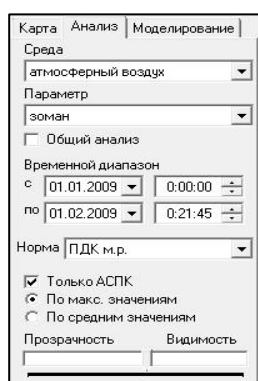 Карта Анализ Моделирование
Среда
атмосферный воздух
Параметр
зоман
Общий анализ
Временной диапазон
с 01.01.2009 0:00:00
по 01.02.2009 0:21:45
Норма ПДК м.р.
Только АСПК
По макс. значениям
По средним значениям
Прозрачность Видимость